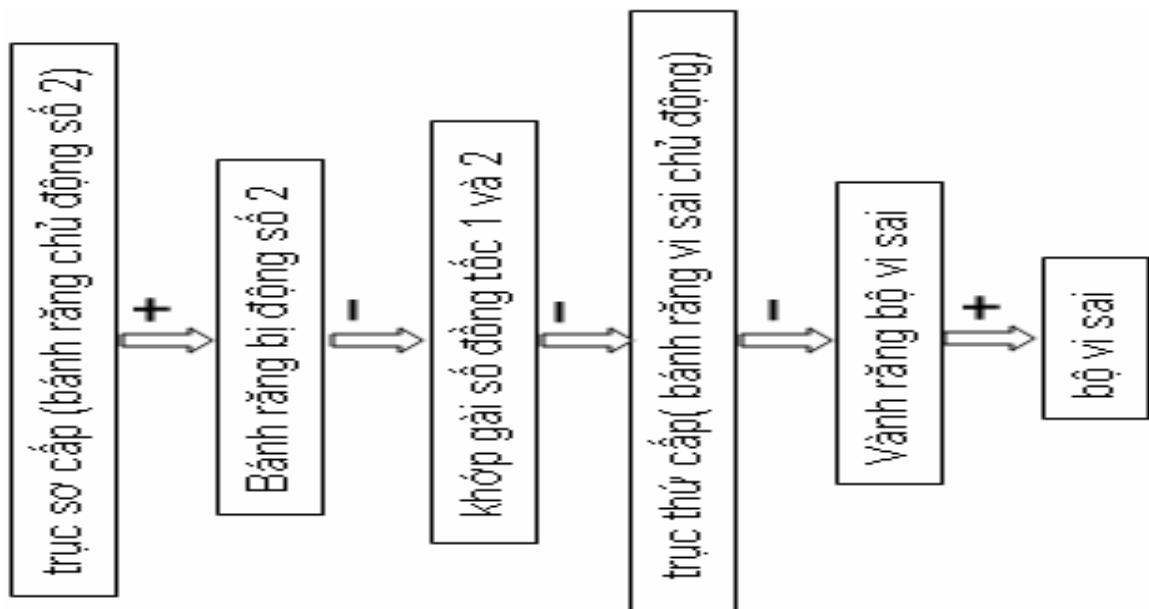 trục sơ cấp (bánh răng chủ động số 2)
+
Bánh răng bị động số 2
-
khớp gài số đồng tốc 1 và 2
-
trục thứ cấp( bánh răng vi sai chủ động)
-
Vành răng bộ vi sai
+
bộ vi sai